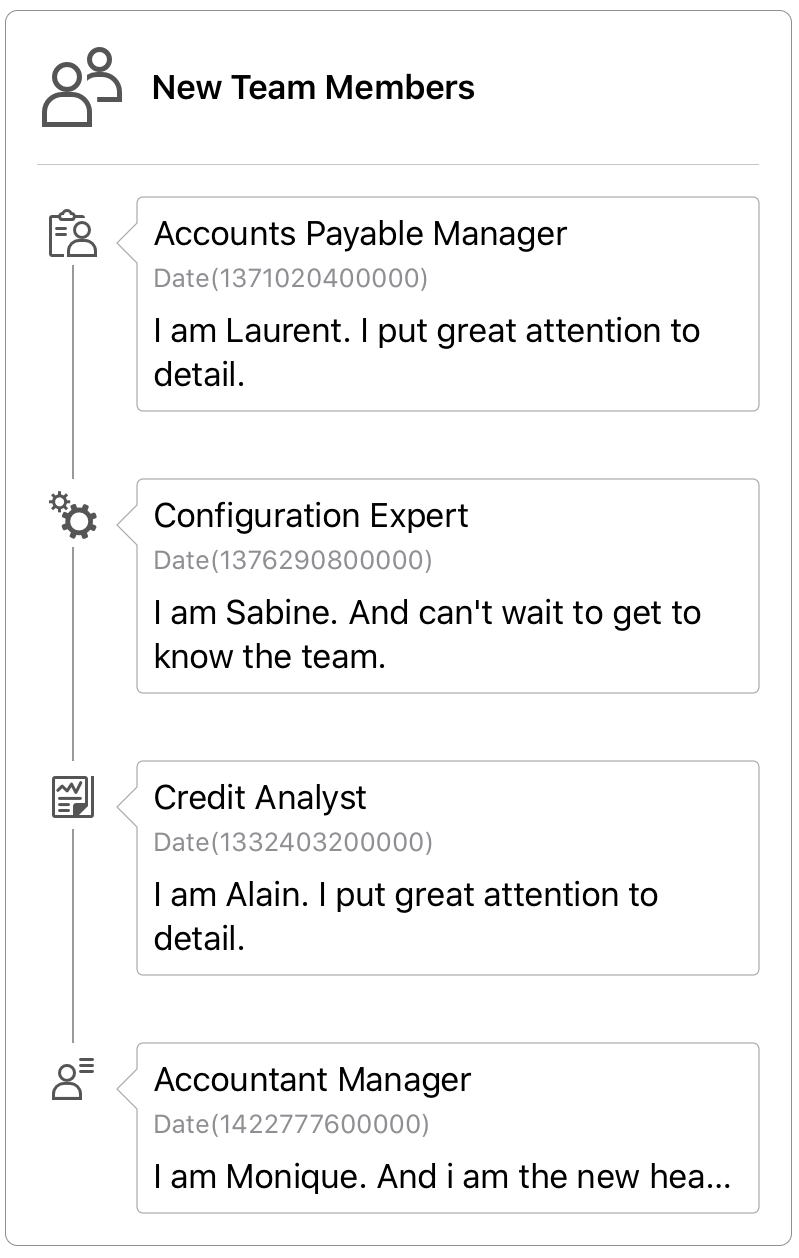 New Team Members
Accounts Payable Manager
Date(1371020400000)
I am Laurent. I put great attention to
detail.
Configuration Expert
Date(1376290800000)
I am Sabine. And can't wait to get to
know the team.
Credit Analyst
Date(1332403200000)
I am Alain. I put great attention to
detail.
Accountant Manager
Date(1422777600000)
I am Monique. And i am the new hea...